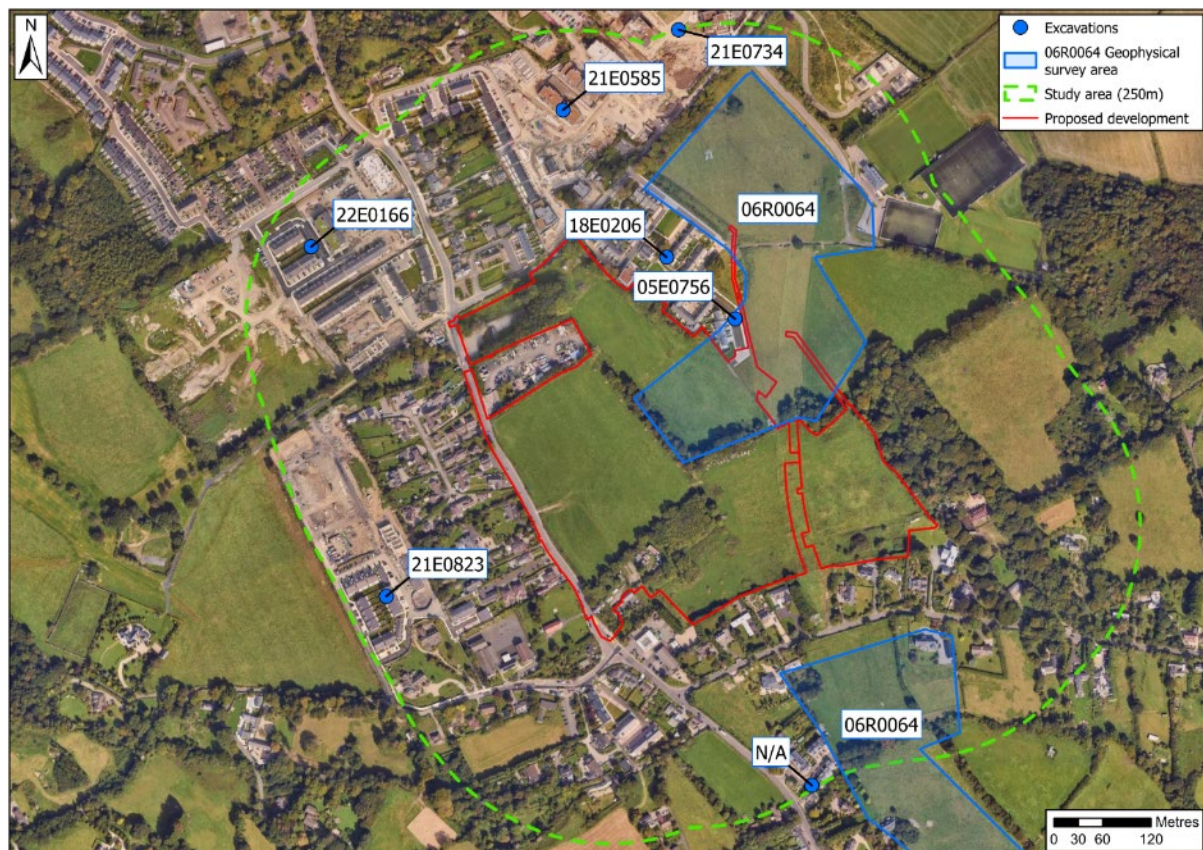 N
Excavations
06R0064 Geophysical
survey area
Study area (250m)
Proposed development
21E0734
21E0585
22E0166
18E0206
06R0064
05E0756
21E0823
06R0064
N/A
Metres
0 30 60 120